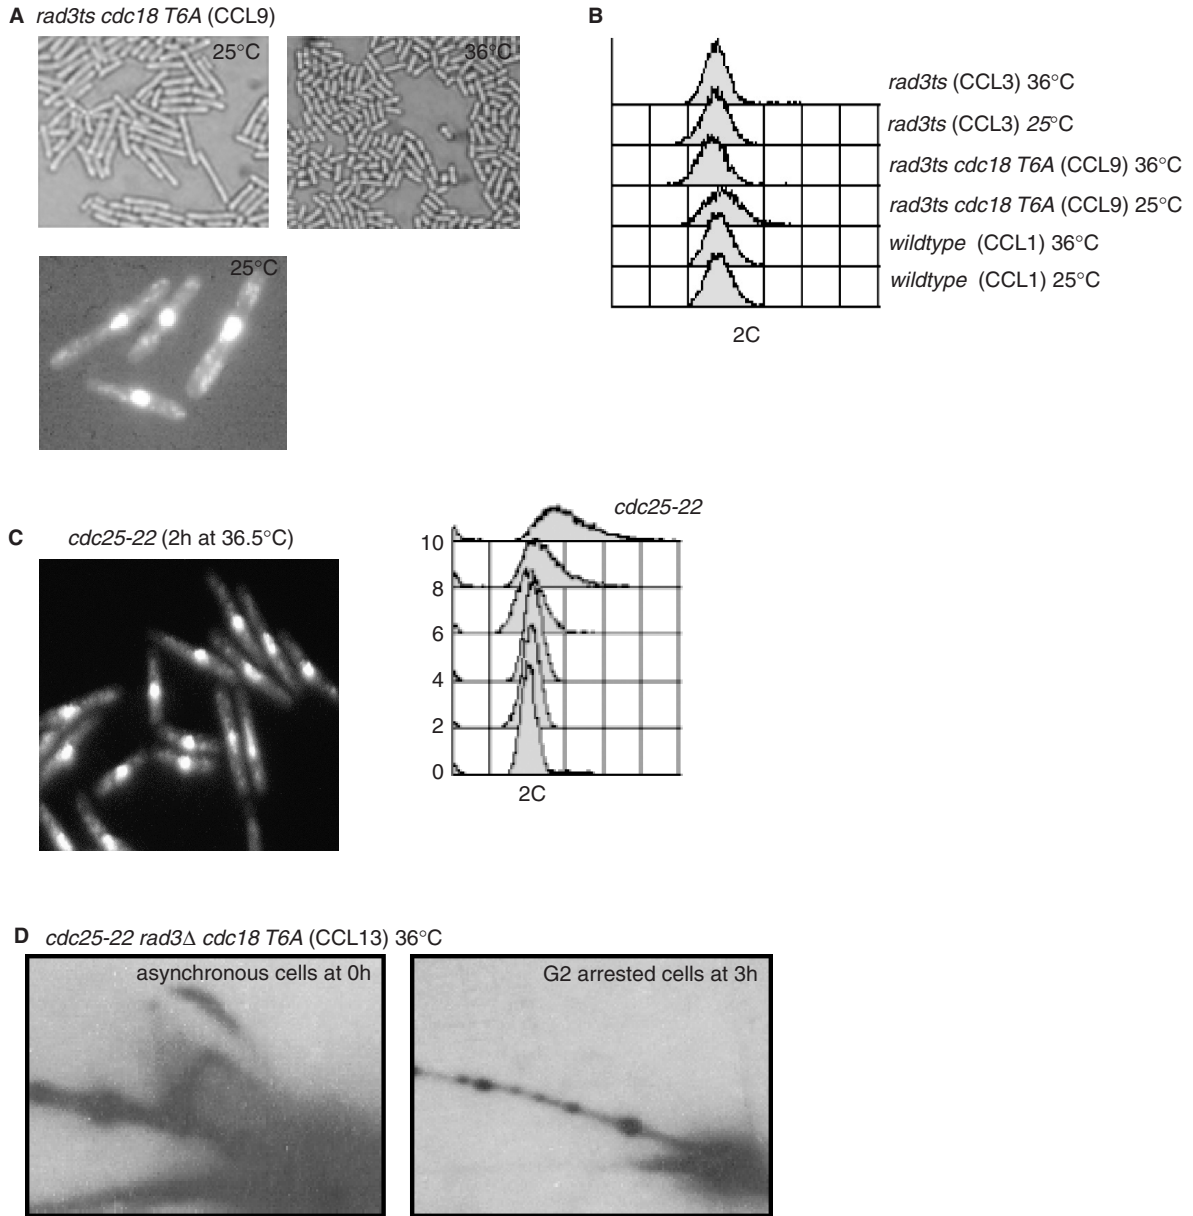 A rad3ts cdc18 T6A (CCL9)
25°C
36°C
25°C
B
rad3ts (CCL3) 36°C
rad3ts (CCL3) 25°C
rad3ts cdc18 T6A (CCL9) 36°C
rad3ts cdc18 T6A (CCL9) 25°C
wildtype (CCL1) 36°C
wildtype (CCL1) 25°C
2C
C cdc25-22 (2h at 36.5°C)
cdc25-22
10
8
6
4
2
0
2C
D cdc25-22 rad3Δ cdc18 T6A (CCL13) 36°C
asynchronous cells at 0h
G2 arrested cells at 3h